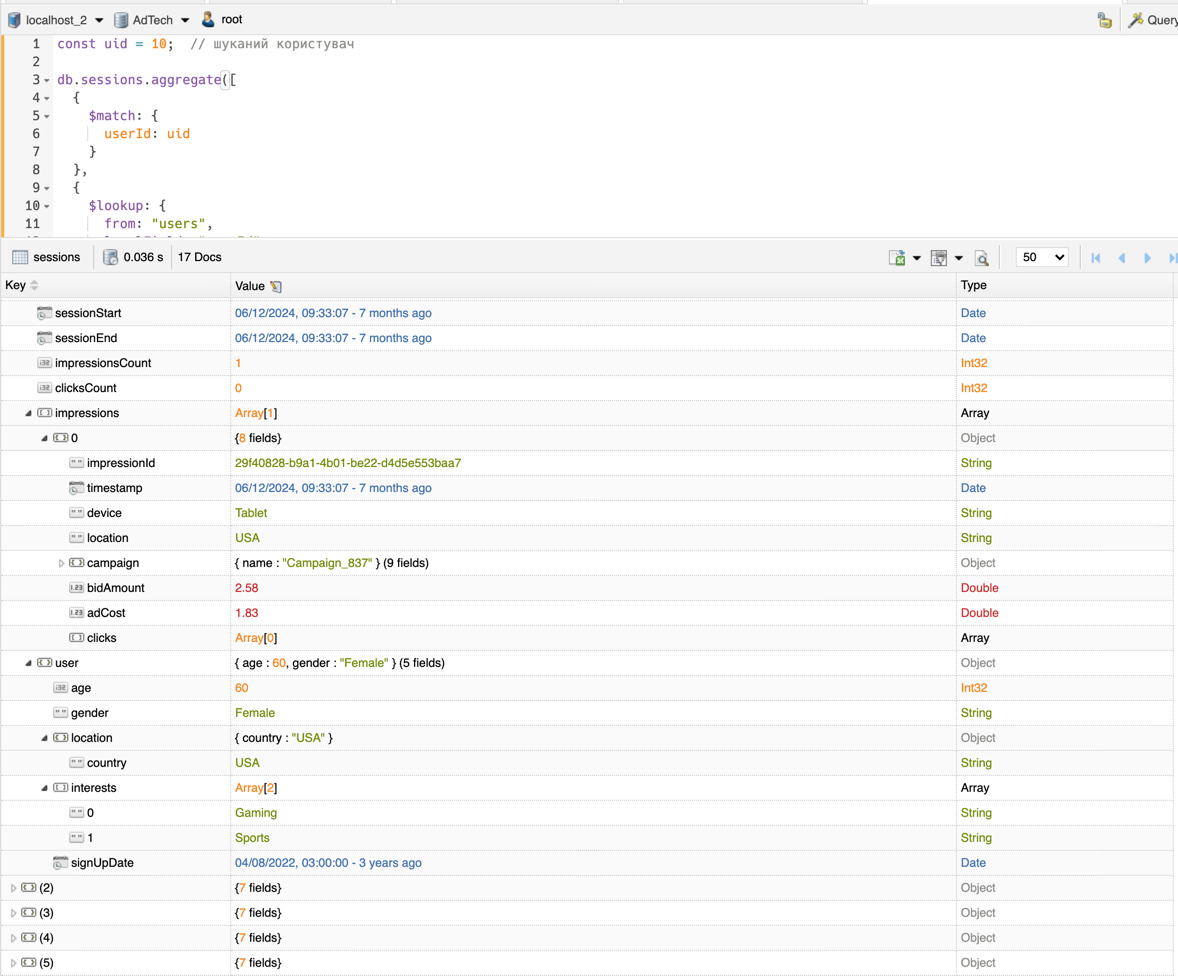 localhost_2 AdTech root Query
1 const uid = 10; // шуканий користувач
2
3 db.sessions.aggregate([
4 {
5 $match: {
6 userId: uid
7 }
8 },
9 {
10 $lookup: {
11 from: "users",
sessions 0.036 s 17 Docs 50
Key Value Type
sessionStart 06/12/2024, 09:33:07 - 7 months ago Date
sessionEnd 06/12/2024, 09:33:07 - 7 months ago Date
impressionsCount 1 Int32
clicksCount 0 Int32
impressions Array[1] Array
0 {8 fields} Object
impressionId 29f40828-b9a1-4b01-be22-d4d5e553baa7 String
timestamp 06/12/2024, 09:33:07 - 7 months ago Date
device Tablet String
location USA String
campaign { name : "Campaign_837" } (9 fields) Object
bidAmount 2.58 Double
adCost 1.83 Double
clicks Array[0] Array
user { age : 60, gender : "Female" } (5 fields) Object
age 60 Int32
gender Female String
location { country : "USA" } Object
country USA String
interests Array[2] Array
0 Gaming String
1 Sports String
signUpDate 04/08/2022, 03:00:00 - 3 years ago Date
(2) {7 fields} Object
(3) {7 fields} Object
(4) {7 fields} Object
(5) {7 fields} Object